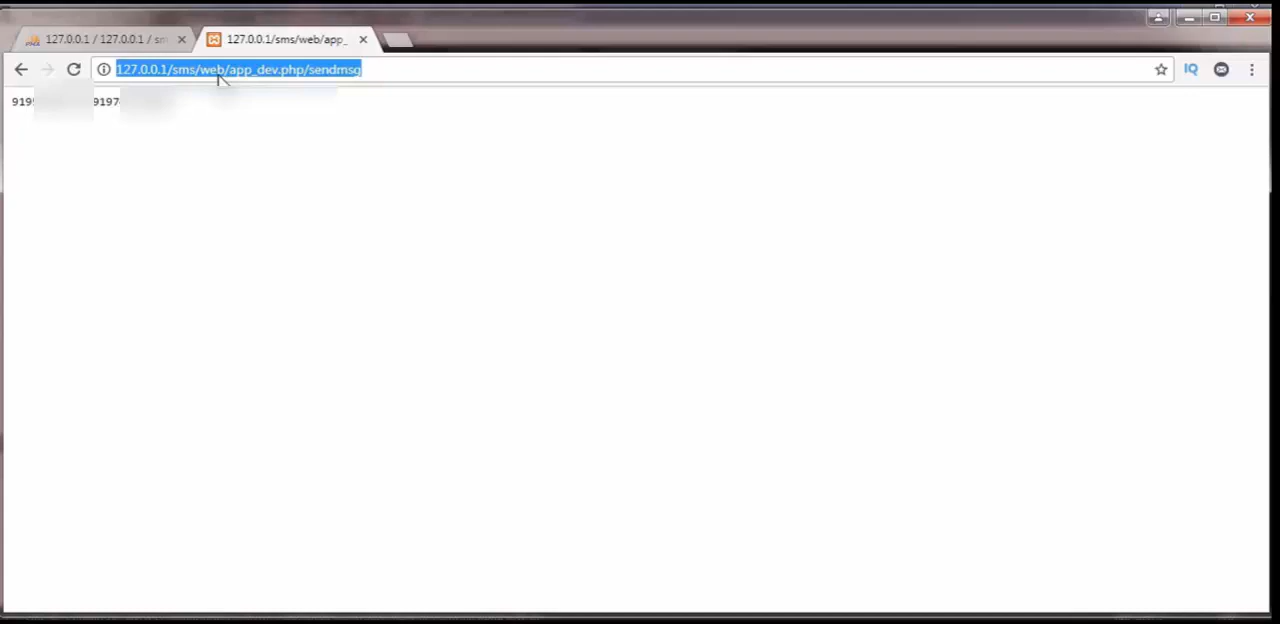 127.0.0.1 / 127.0.0.1 / sm
127.0.0.1/sms/web/app_
127.0.0.1/sms/web/app_dev.php/sendmsg
IQ
919 9197